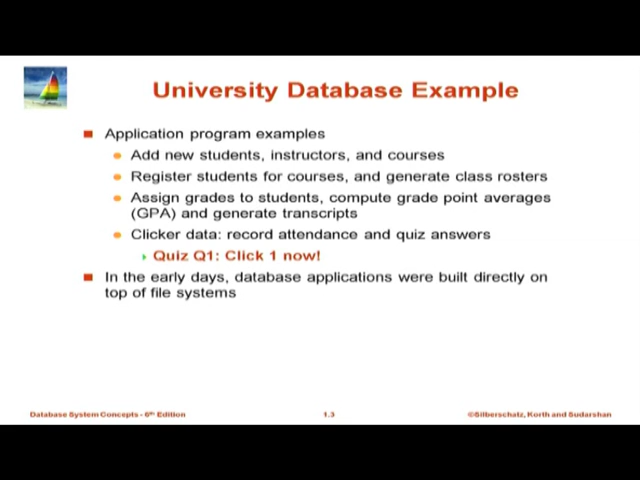 University Database Example
Application program examples
Add new students, instructors, and courses
Register students for courses, and generate class rosters
Assign grades to students, compute grade point averages
(GPA) and generate transcripts
Clicker data: record attendance and quiz answers
Quiz Q1: Click 1 now!
In the early days, database applications were built directly on
top of file systems
Database System Concepts - 6th Edition
1.3
©Silberschatz, Korth and Sudarshan